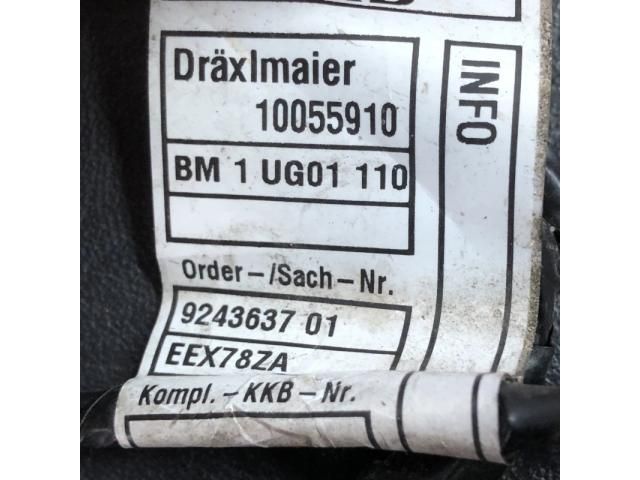 Dräxlmaier
10055910
BM 1 UG01 110
INFO
Order-/Sach-Nr.
9243637 01
EEX78ZA
Kompl.-KKB-Nr.